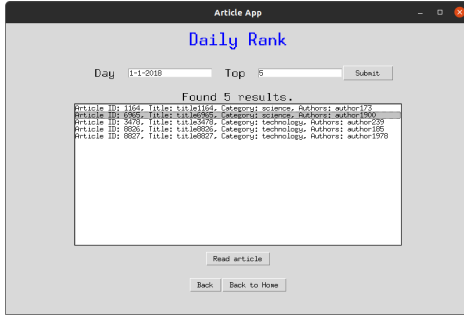 Article App
Daily Rank
Day 1-1-2018 Top 5 Submit
Found 5 results.
Article ID: 1164, Title: title1164, Category: science, Authors: author173
Article ID: 6965, Title: title6965, Category: science, Authors: author1900
Article ID: 3478, Title: title3478, Category: technology, Authors: author239
Article ID: 8826, Title: title8826, Category: technology, Authors: author185
Article ID: 8827, Title: title8827, Category: technology, Authors: author1978
Read article
Back Back to Home